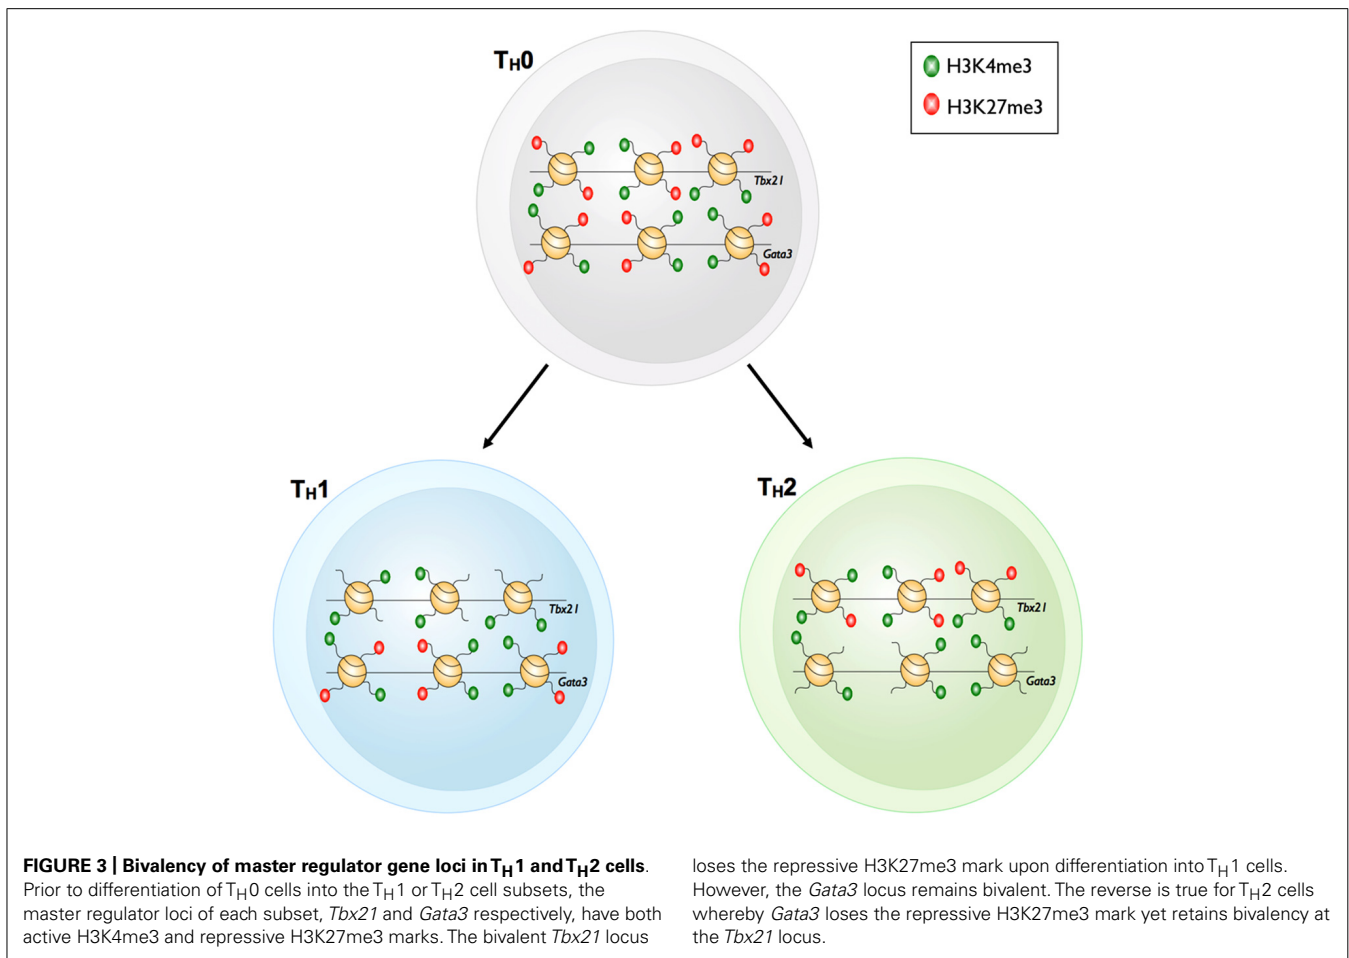 TH0
H3K4me3
H3K27me3
Tbx21
Gata3
TH1
TH2
Tbx21
Gata3
Tbx21
Gata3
FIGURE 3 | Bivalency of master regulator gene loci in TH1 and TH2 cells.
Prior to differentiation of TH0 cells into the TH1 or TH2 cell subsets, the
master regulator loci of each subset, Tbx21 and Gata3 respectively, have both
active H3K4me3 and repressive H3K27me3 marks. The bivalent Tbx21 locus
loses the repressive H3K27me3 mark upon differentiation into TH1 cells.
However, the Gata3 locus remains bivalent. The reverse is true for TH2 cells
whereby Gata3 loses the repressive H3K27me3 mark yet retains bivalency at
the Tbx21 locus.